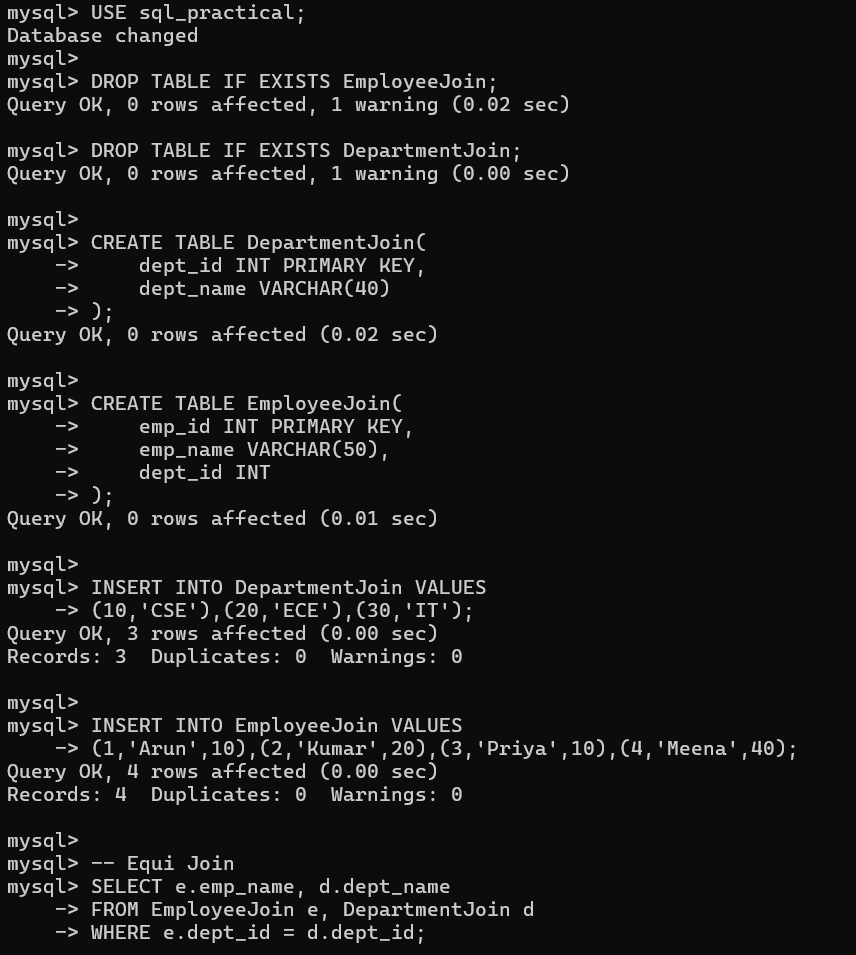 mysql> USE sql_practical;
Database changed
mysql>
mysql> DROP TABLE IF EXISTS EmployeeJoin;
Query OK, 0 rows affected, 1 warning (0.02 sec)

mysql> DROP TABLE IF EXISTS DepartmentJoin;
Query OK, 0 rows affected, 1 warning (0.00 sec)

mysql>
mysql> CREATE TABLE DepartmentJoin(
    ->     dept_id INT PRIMARY KEY,
    ->     dept_name VARCHAR(40)
    -> );
Query OK, 0 rows affected (0.02 sec)

mysql>
mysql> CREATE TABLE EmployeeJoin(
    ->     emp_id INT PRIMARY KEY,
    ->     emp_name VARCHAR(50),
    ->     dept_id INT
    -> );
Query OK, 0 rows affected (0.01 sec)

mysql>
mysql> INSERT INTO DepartmentJoin VALUES
    -> (10,'CSE'),(20,'ECE'),(30,'IT');
Query OK, 3 rows affected (0.00 sec)
Records: 3  Duplicates: 0  Warnings: 0

mysql>
mysql> INSERT INTO EmployeeJoin VALUES
    -> (1,'Arun',10),(2,'Kumar',20),(3,'Priya',10),(4,'Meena',40);
Query OK, 4 rows affected (0.00 sec)
Records: 4  Duplicates: 0  Warnings: 0

mysql>
mysql> -- Equi Join
mysql> SELECT e.emp_name, d.dept_name
    -> FROM EmployeeJoin e, DepartmentJoin d
    -> WHERE e.dept_id = d.dept_id;